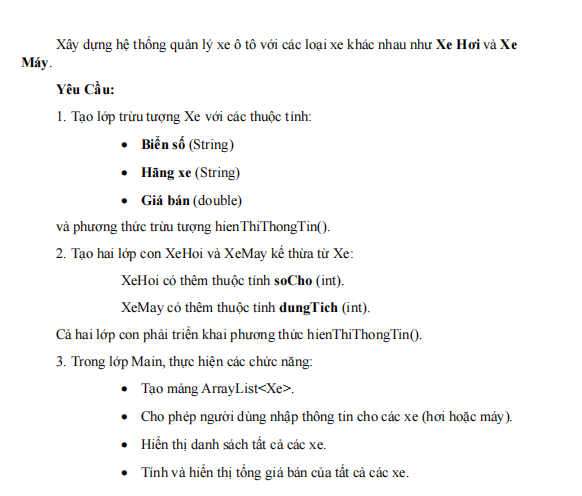 Xây dựng hệ thống quản lý xe ô tô với các loại xe khác nhau như Xe Hơi và Xe
Máy.
Yêu Cầu:
1. Tạo lớp trừu tượng Xe với các thuộc tính:
• Biển số (String)
• Hãng xe (String)
• Giá bán (double)
và phương thức trừu tượng hienThiThongTin().
2. Tạo hai lớp con XeHoi và XeMay kế thừa từ Xe:
XeHoi có thêm thuộc tính soCho (int).
XeMay có thêm thuộc tính dungTich (int).
Cả hai lớp con phải triển khai phương thức hienThiThongTin().
3. Trong lớp Main, thực hiện các chức năng:
• Tạo mảng ArrayList<Xe>.
• Cho phép người dùng nhập thông tin cho các xe (hơi hoặc máy).
• Hiển thị danh sách tất cả các xe.
• Tính và hiển thị tổng giá bán của tất cả các xe.